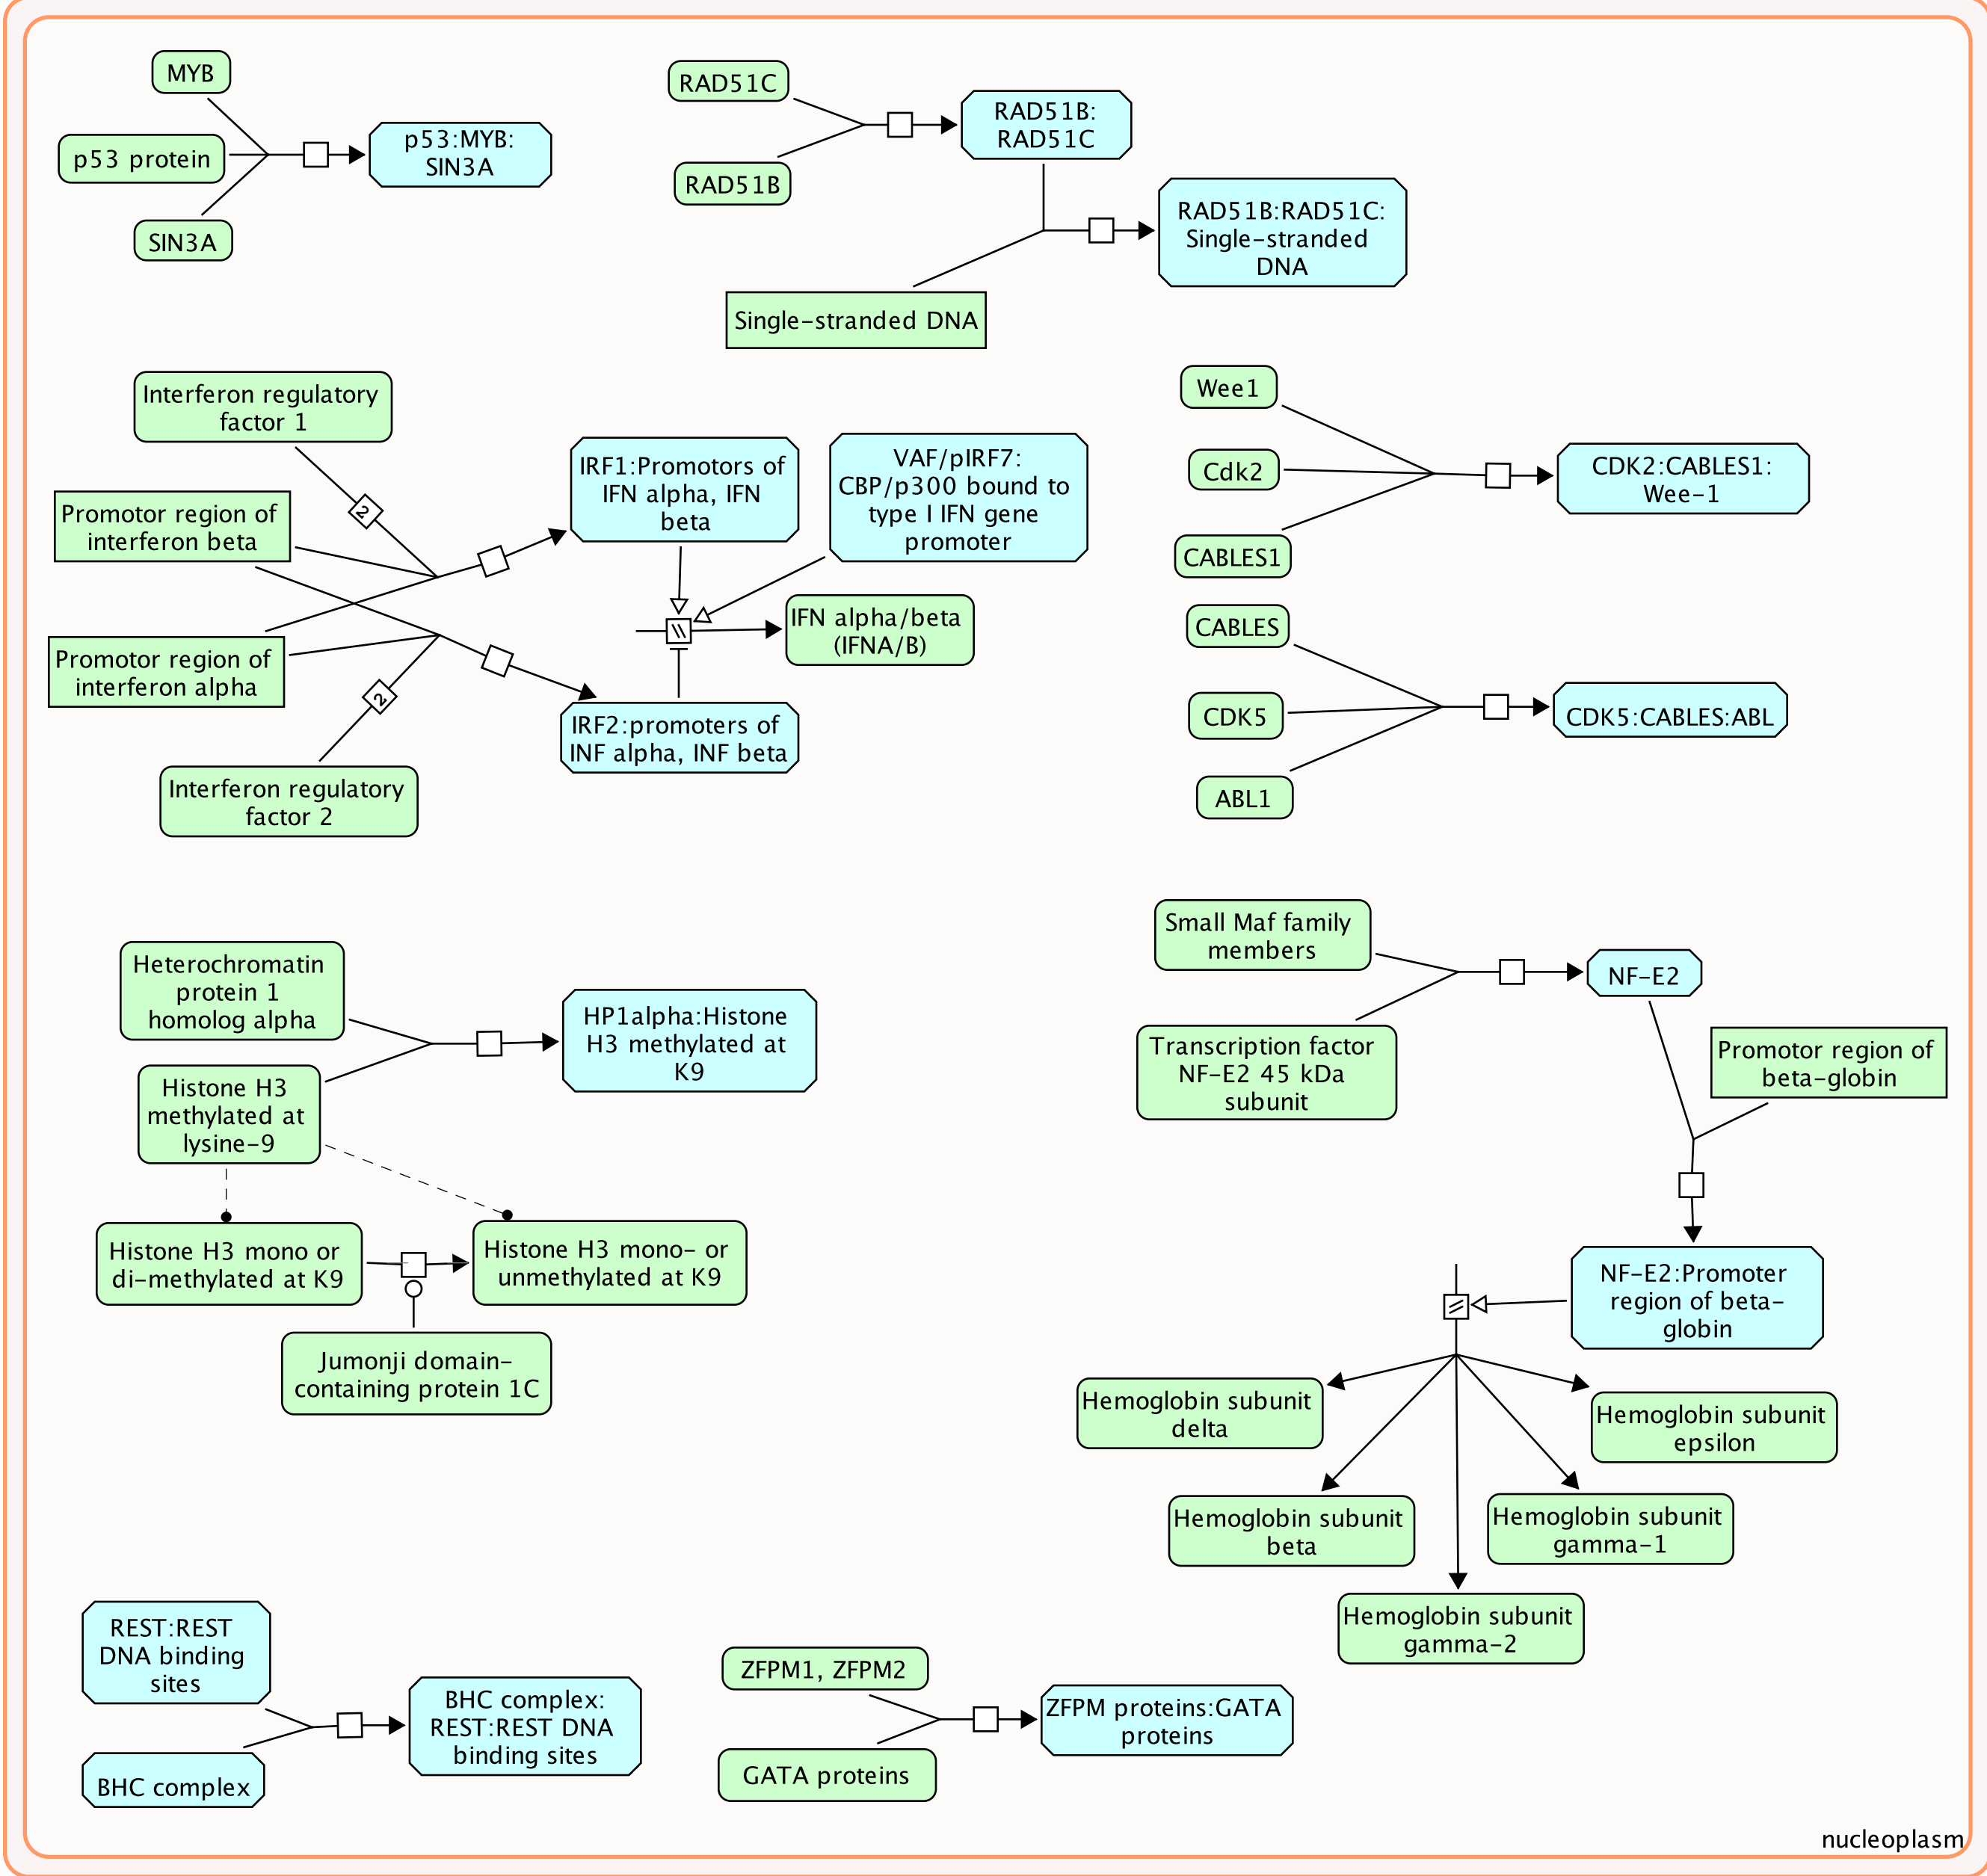 MYB
p53 protein
SIN3A
p53:MYB:
SIN3A
RAD51C
RAD51B
RAD51B:
RAD51C
Single-stranded DNA
RAD51B:RAD51C:
Single-stranded
DNA
Interferon regulatory
factor 1
2
Promotor region of
interferon beta
Promotor region of
interferon alpha
2
Interferon regulatory
factor 2
IRF1:Promotors of
IFN alpha, IFN
beta
VAF/pIRF7:
CBP/p300 bound to
type I IFN gene
promoter
IFN alpha/beta
(IFNA/B)
IRF2:promoters of
INF alpha, INF beta
Wee1
Cdk2
CABLES1
CDK2:CABLES1:
Wee-1
CABLES
CDK5
ABL1
CDK5:CABLES:ABL
Heterochromatin
protein 1
homolog alpha
Histone H3
methylated at
lysine-9
HP1alpha:Histone
H3 methylated at
K9
Histone H3 mono or
di-methylated at K9
Histone H3 mono- or
unmethylated at K9
Jumonji domain-
containing protein 1C
Small Maf family
members
Transcription factor
NF-E2 45 kDa
subunit
NF-E2
Promotor region of
beta-globin
NF-E2:Promoter
region of beta-
globin
Hemoglobin subunit
delta
Hemoglobin subunit
epsilon
Hemoglobin subunit
beta
Hemoglobin subunit
gamma-1
Hemoglobin subunit
gamma-2
REST:REST
DNA binding
sites
BHC complex
BHC complex:
REST:REST DNA
binding sites
ZFPM1, ZFPM2
GATA proteins
ZFPM proteins:GATA
proteins
nucleoplasm